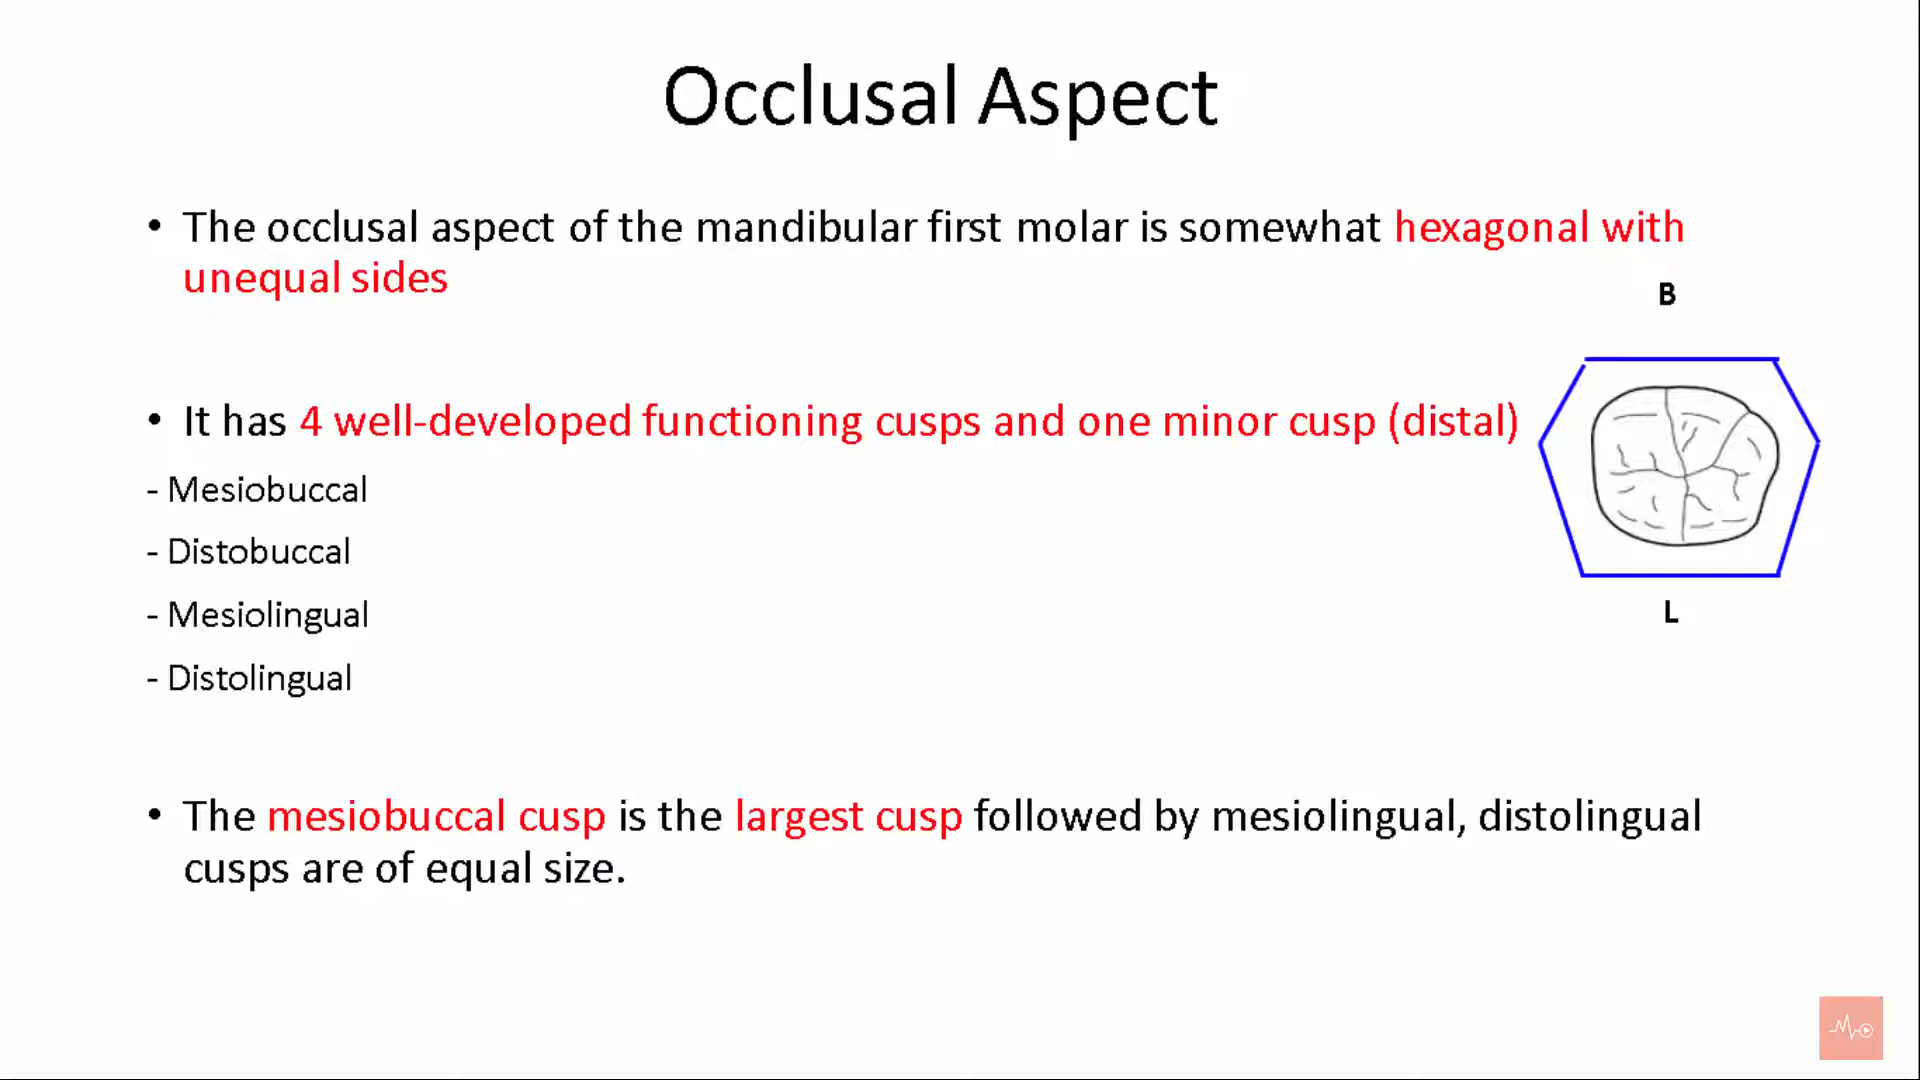 Occlusal Aspect
• The occlusal aspect of the mandibular first molar is somewhat hexagonal with
unequal sides
B
• It has 4 well-developed functioning cusps and one minor cusp (distal)
- Mesiobuccal
- Distobuccal
- Mesiolingual
- Distolingual
L
• The mesiobuccal cusp is the largest cusp followed by mesiolingual, distolingual
cusps are of equal size.